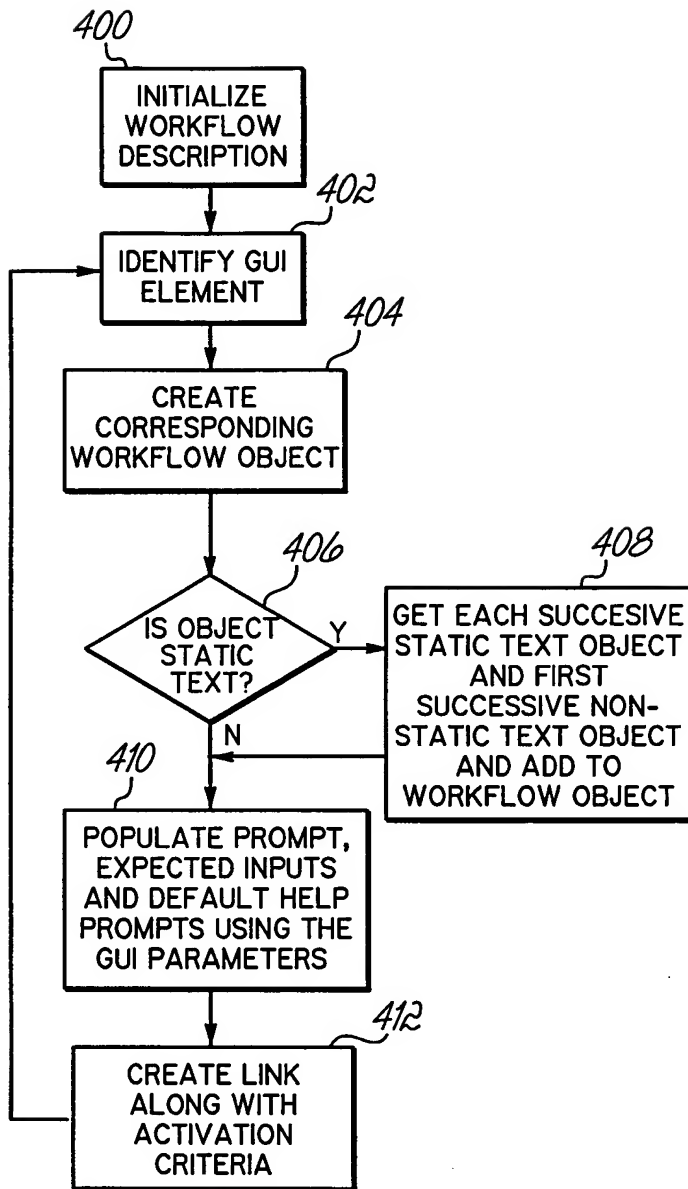 400
INITIALIZE
WORKFLOW
DESCRIPTION
402
IDENTIFY GUI
ELEMENT
404
CREATE
CORRESPONDING
WORKFLOW OBJECT
406
IS OBJECT
STATIC
TEXT?
Y
N
408
GET EACH SUCCESIVE
STATIC TEXT OBJECT
AND FIRST
SUCCESSIVE NON-
STATIC TEXT OBJECT
AND ADD TO
WORKFLOW OBJECT
410
POPULATE PROMPT,
EXPECTED INPUTS
AND DEFAULT HELP
PROMPTS USING THE
GUI PARAMETERS
412
CREATE LINK
ALONG WITH
ACTIVATION
CRITERIA